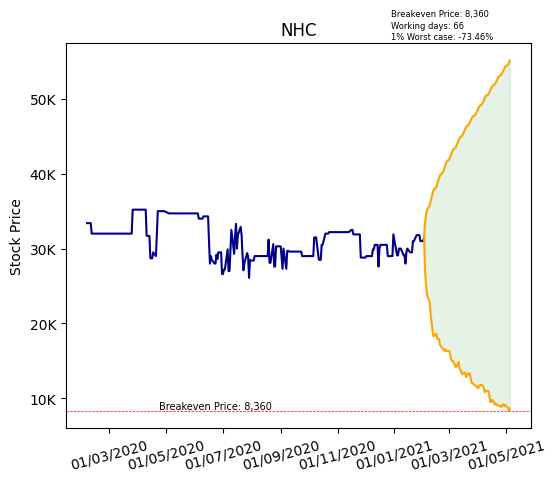 Breakeven Price: 8,360
Working days: 66
1% Worst case: -73.46%
NHC
Stock Price
50K
40K
30K
20K
10K
Breakeven Price: 8,360
01/03/2020
01/05/2020
01/07/2020
01/09/2020
01/11/2020
01/01/2021
01/03/2021
01/05/2021